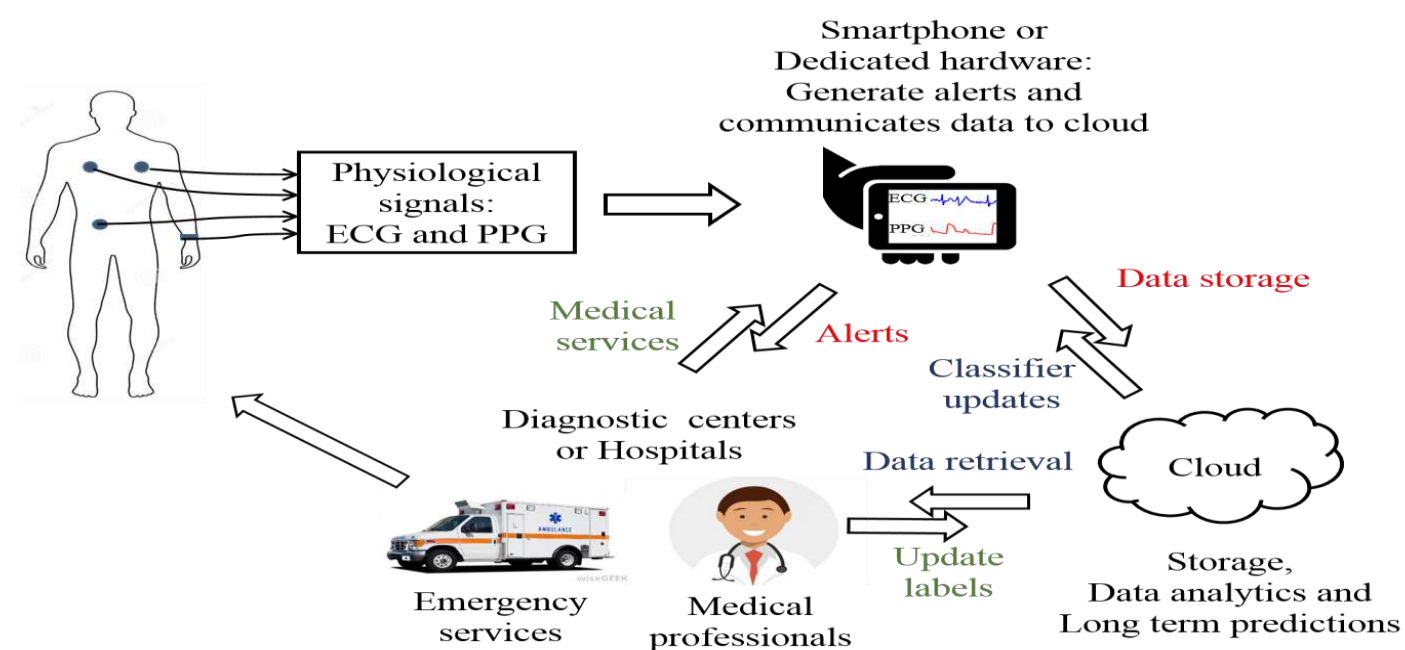 Smartphone or
Dedicated hardware:
Generate alerts and
communicates data to cloud
Physiological
signals:
ECG and PPG
ECG
PPG
Medical
services
Alerts
Data storage
Classifier
updates
Diagnostic centers
or Hospitals
Data retrieval
Cloud
AMBULANCE
wiseGEEK
Update
labels
Emergency
services
Medical
professionals
Storage,
Data analytics and
Long term predictions